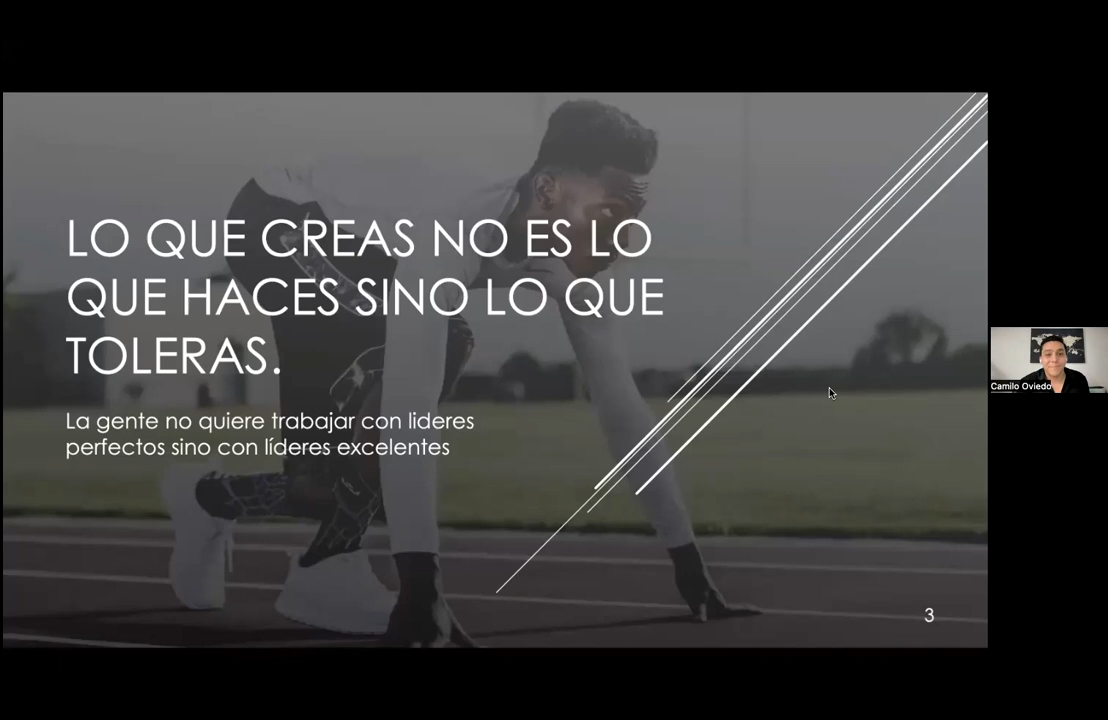 LO QUE CREAS NO ES LO
QUE HACES SINO LO QUE
TOLERAS.
La gente no quiere trabajar con lideres
perfectos sino con líderes excelentes
3
Camilo Oviedo